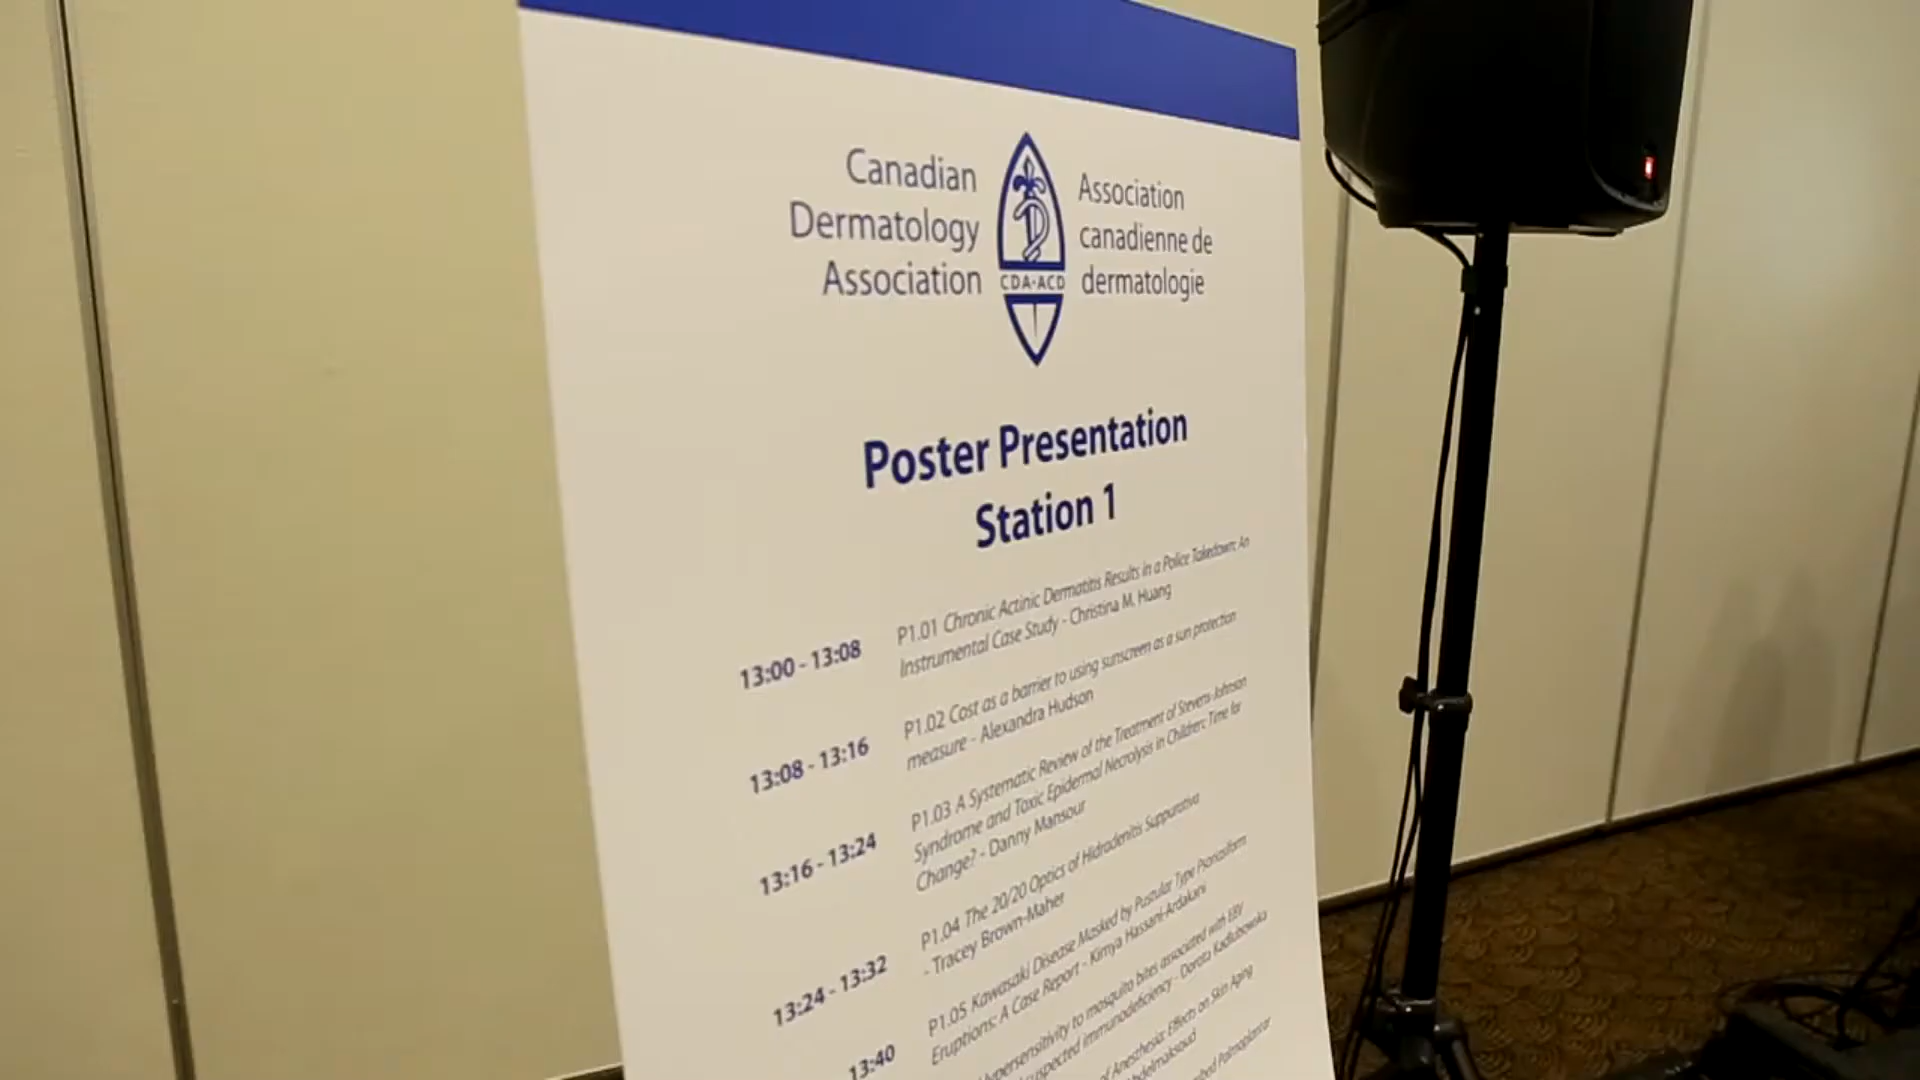 Canadian
Dermatology
Association
CDA-ACD
Association
canadienne de
dermatologie
Poster Presentation
Station 1
13:00 - 13:08
P1.01 Chronic Actinic Dermatitis Results in a Police Takedown: An
Instrumental Case Study - Christina M. Huang
13:08 - 13:16
P1.02 Cost as a barrier to using sunscreen as a sun protection
measure - Alexandra Hudson
13:16 - 13:24
P1.03 A Systematic Review of the Treatment of Stevens-Johnson
Syndrome and Toxic Epidermal Necrolysis in Children: Time for
Change? - Danny Mansour
13:24 - 13:32
P1.04 The 20/20 Optics of Hidradenitis Suppurativa
- Tracey Brown-Maher
13:40
P1.05 Kawasaki Disease Masked by Pustular Type Psoriasiform
Eruptions: A Case Report - Kimya Hassani-Ardakani
to mosquito bites associated with EBV
immunodeficiency - Dorota Kadlubowska
of Anesthesia: Effects on Skin Aging